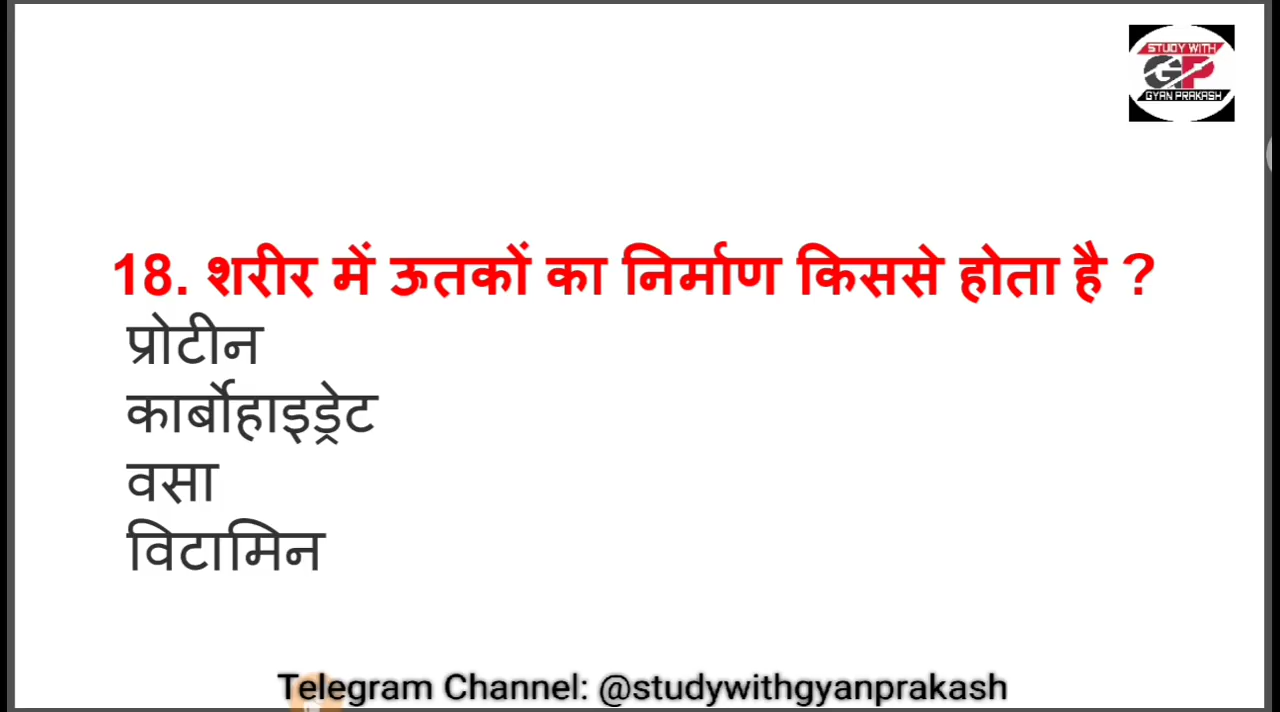 STUDY WITH
GP
GYAN PRAKASH
18. शरीर में ऊतकों का निर्माण किससे होता है ?
प्रोटीन
कार्बोहाइड्रेट
वसा
विटामिन
Telegram Channel: @studywithgyanprakash